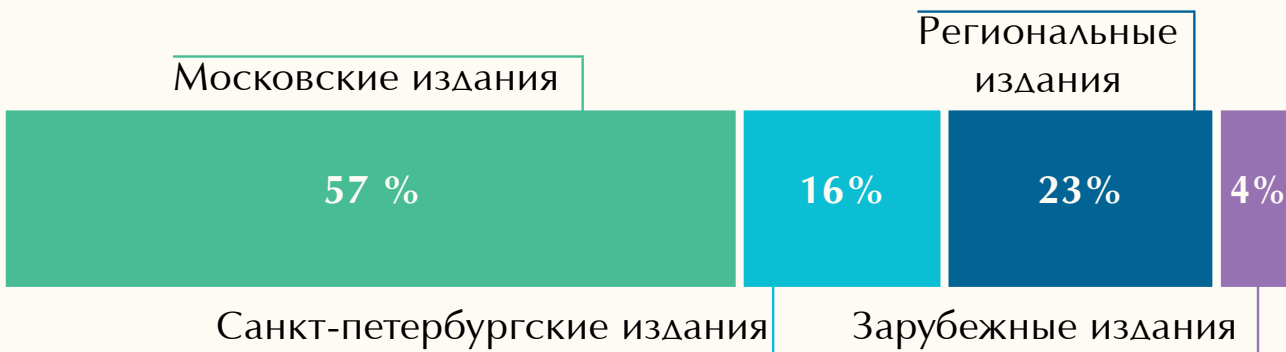 Региональные
издания
Московские издания
57 %
16%
23%
4%
Санкт-петербургские издания
Зарубежные издания